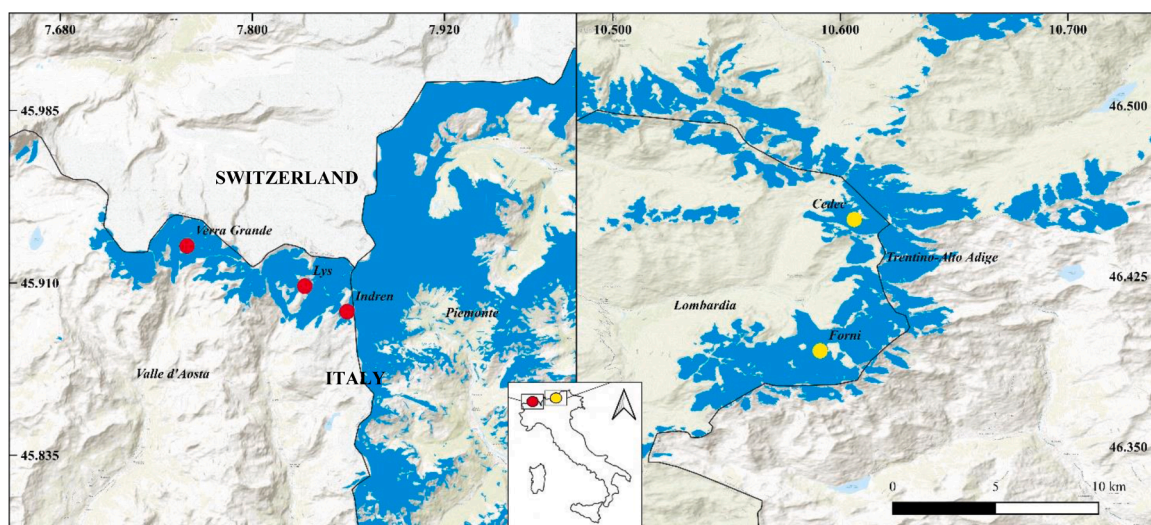 7.680
7.800
7.920
10.500
10.600
10.700
45.985
46.500
SWITZERLAND
Verra Grande
Cedec
Lys
45.910
Trentino-Alto Adige
46.425
Indren
Piemonte
Lombardia
Forni
Valle d'Aosta
ITALY
45.835
46.350
0 5 10 km